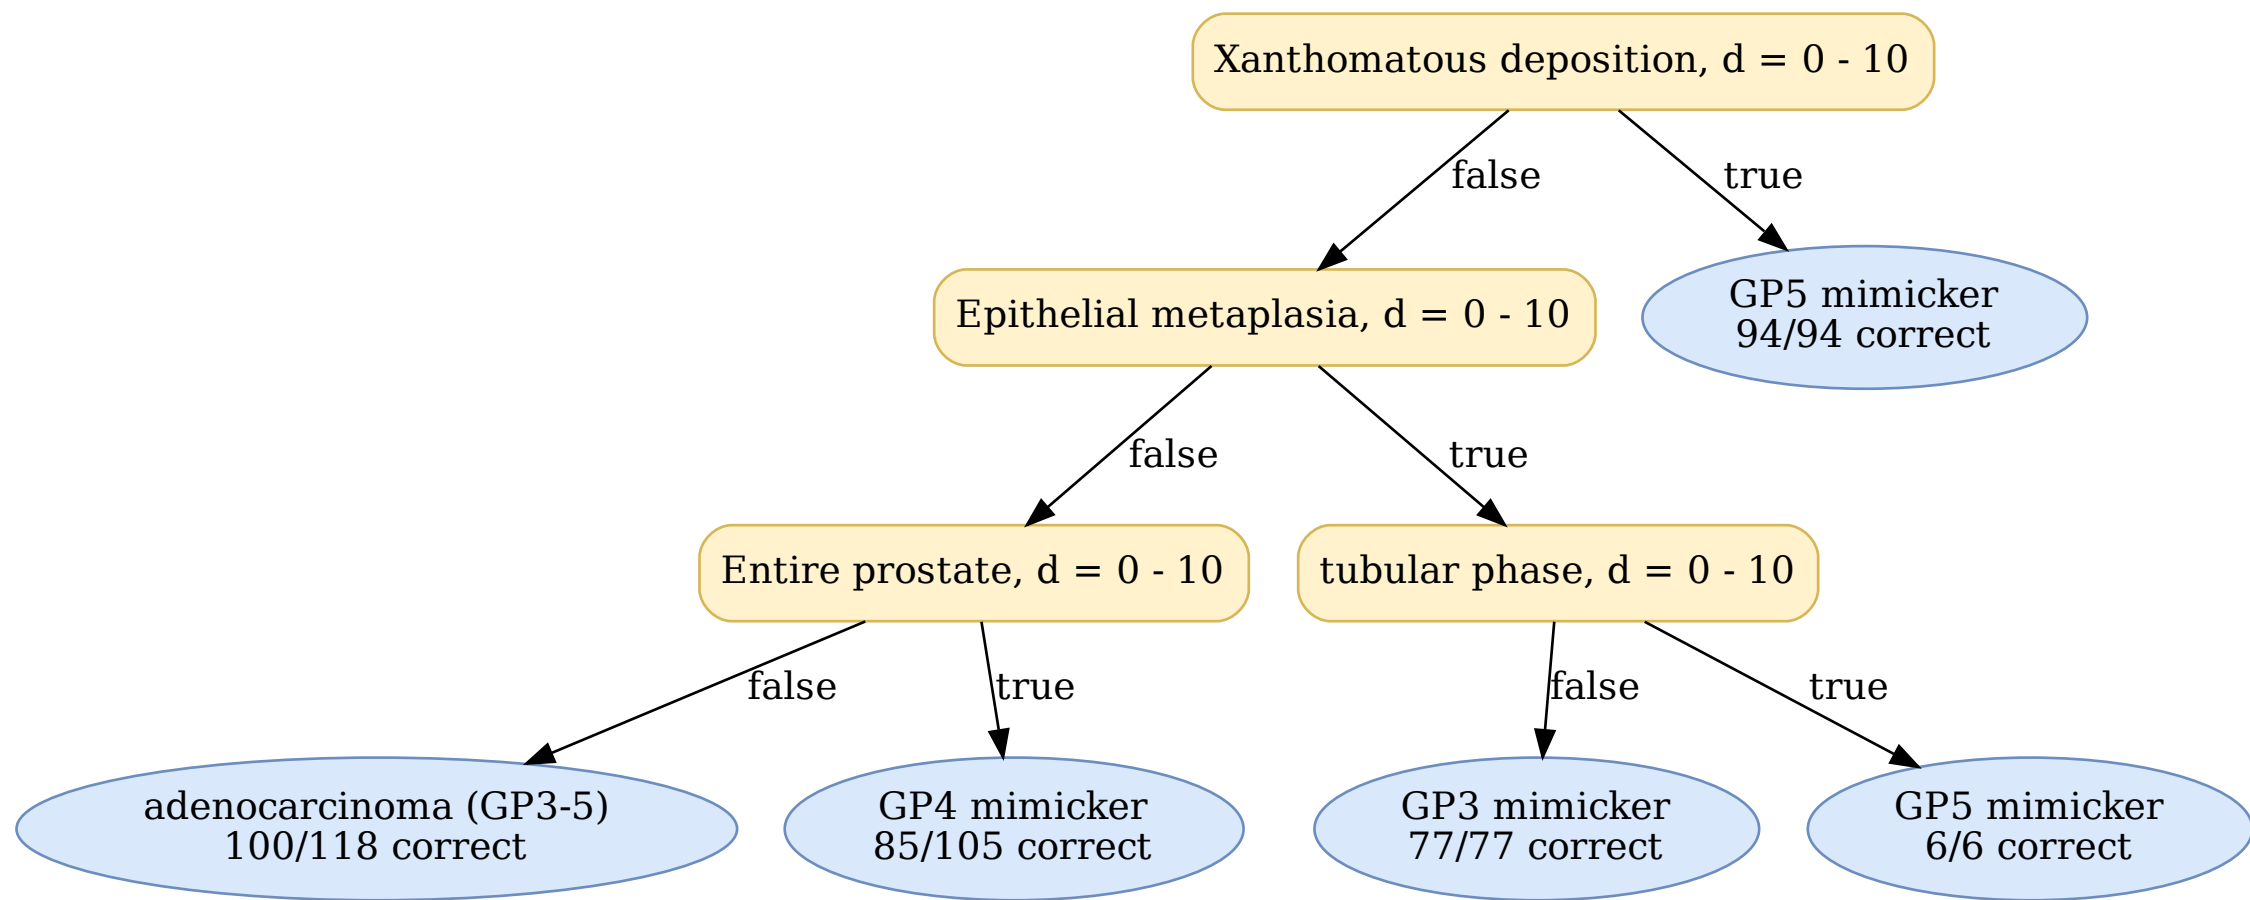 Xanthomatous deposition, d = 0 - 10
false
true
Epithelial metaplasia, d = 0 - 10
GP5 mimicker
94/94 correct
false
true
Entire prostate, d = 0 - 10
tubular phase, d = 0 - 10
false
true
false
true
adenocarcinoma (GP3-5)
100/118 correct
GP4 mimicker
85/105 correct
GP3 mimicker
77/77 correct
GP5 mimicker
6/6 correct